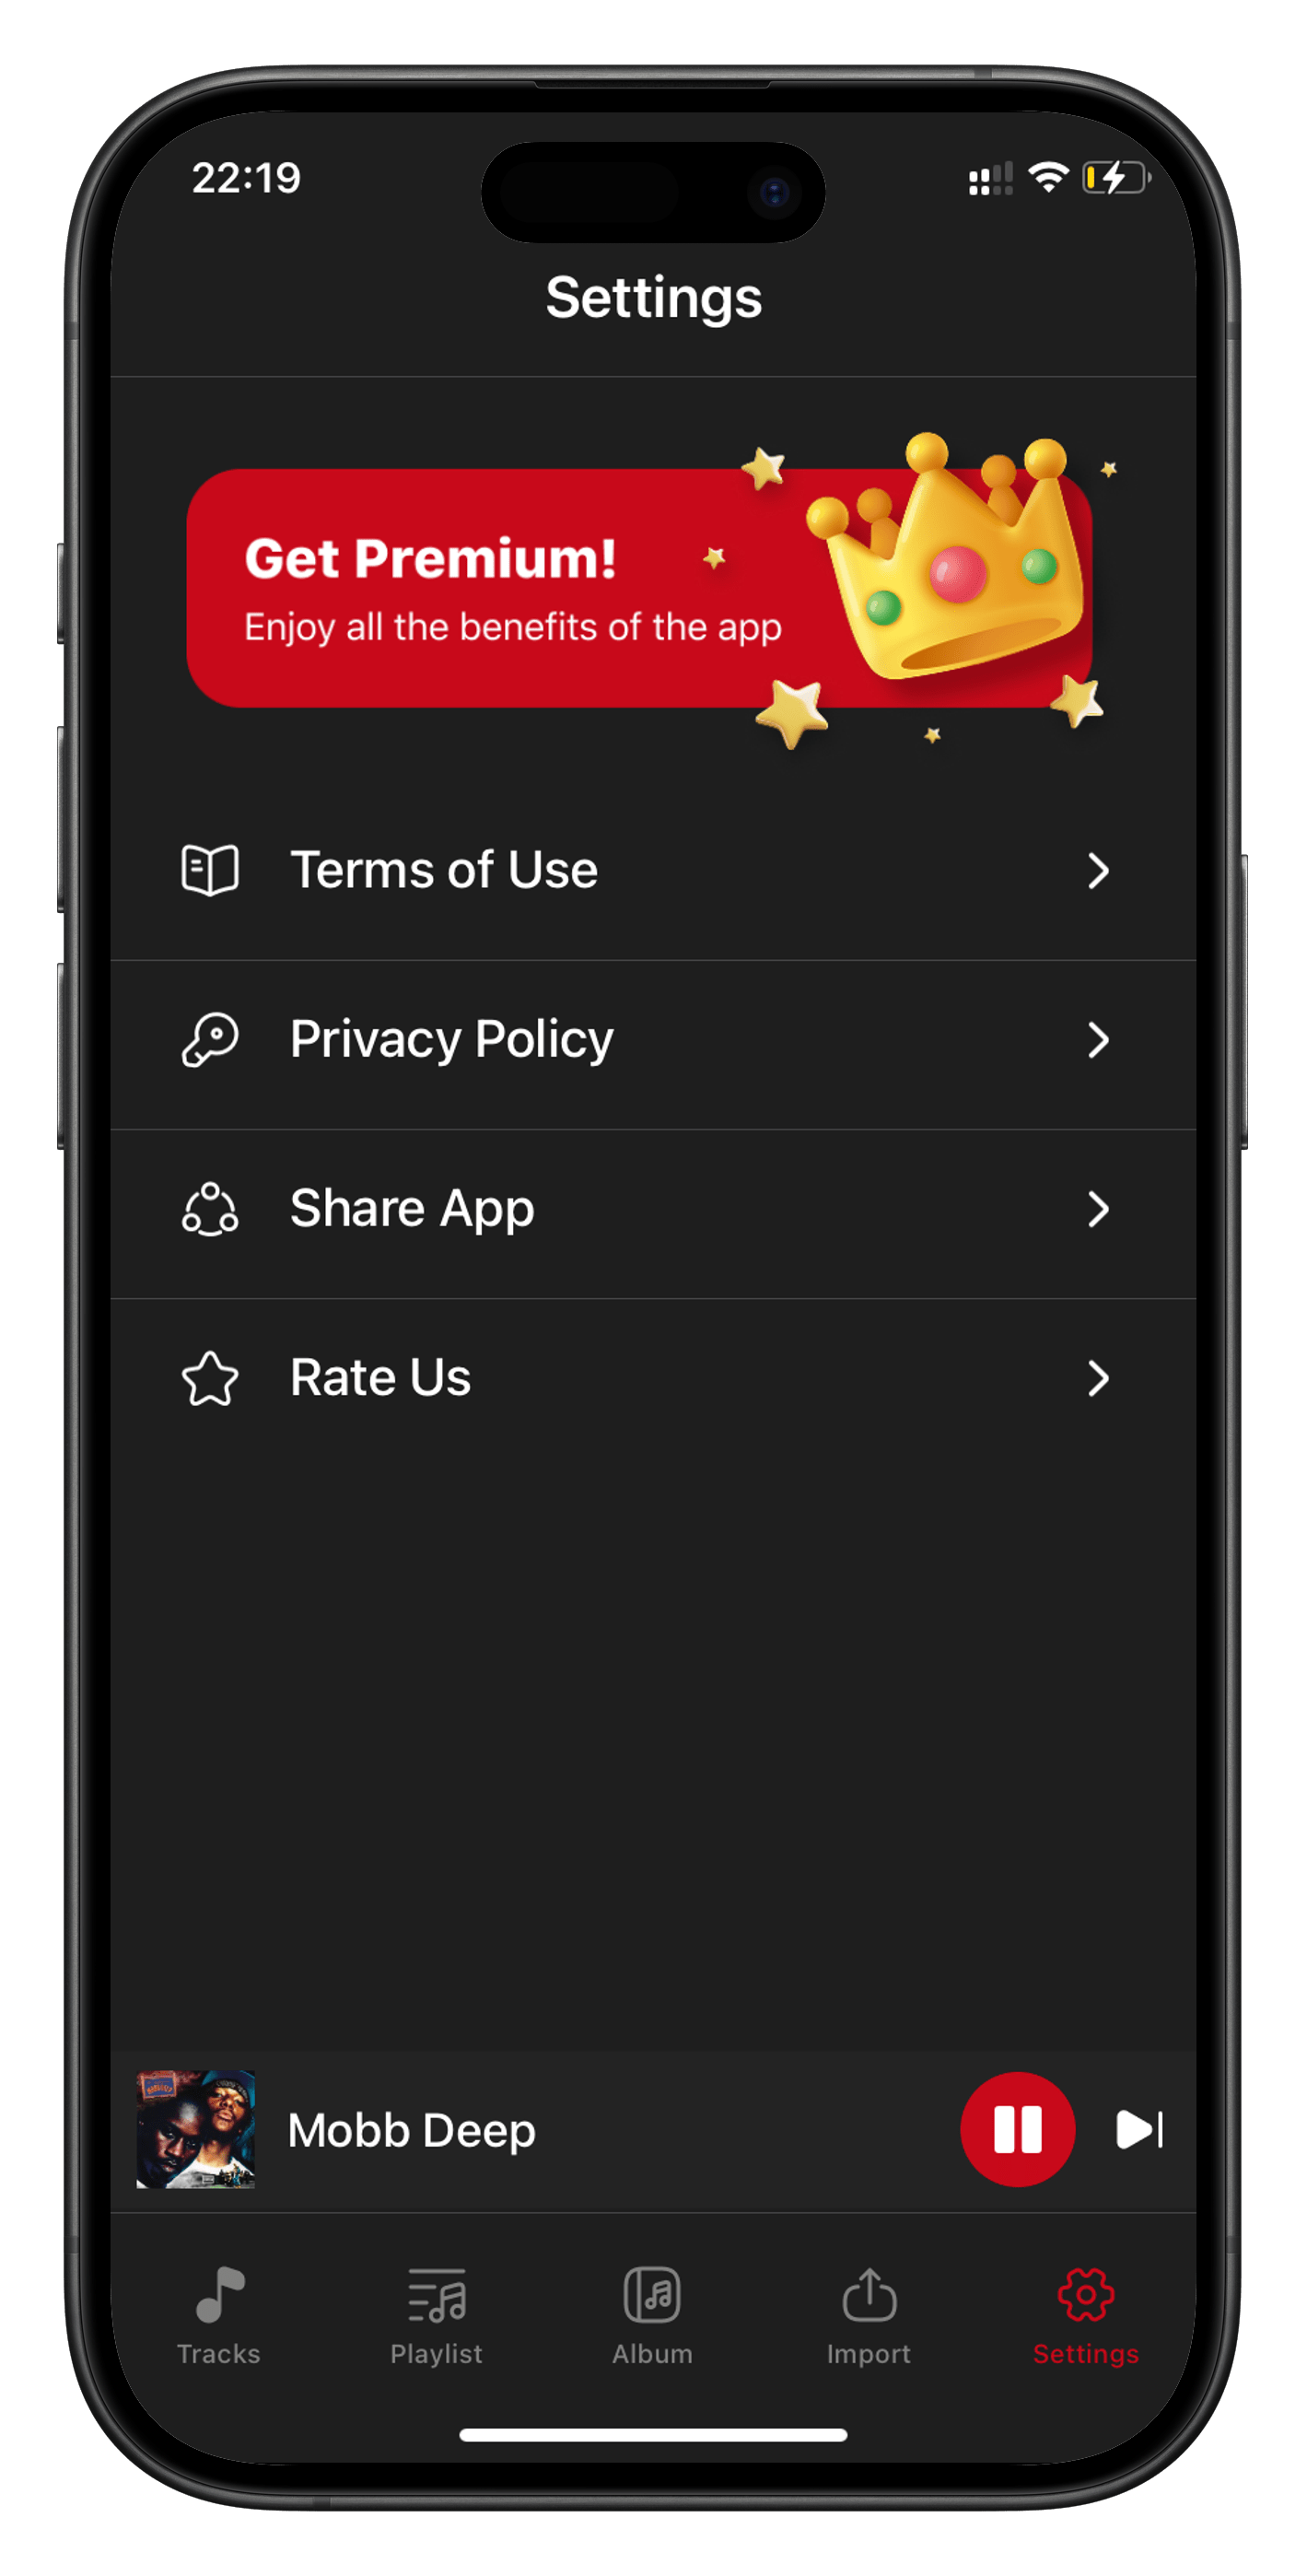 22:19
Settings
Get Premium!
Enjoy all the benefits of the app
Terms of Use
Privacy Policy
Share App
Rate Us
Mobb Deep
Tracks
Playlist
Album
Import
Settings